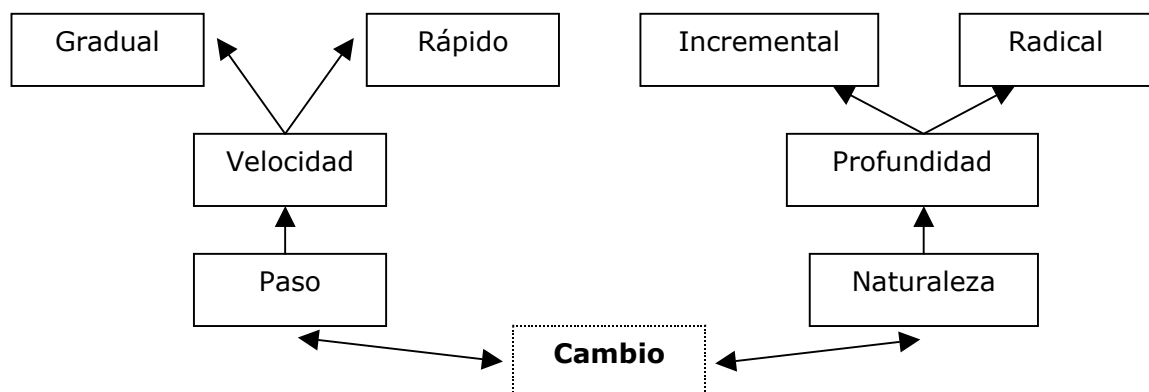 Gradual
Rápido
Incremental
Radical
Velocidad
Profundidad
Paso
Naturaleza
Cambio